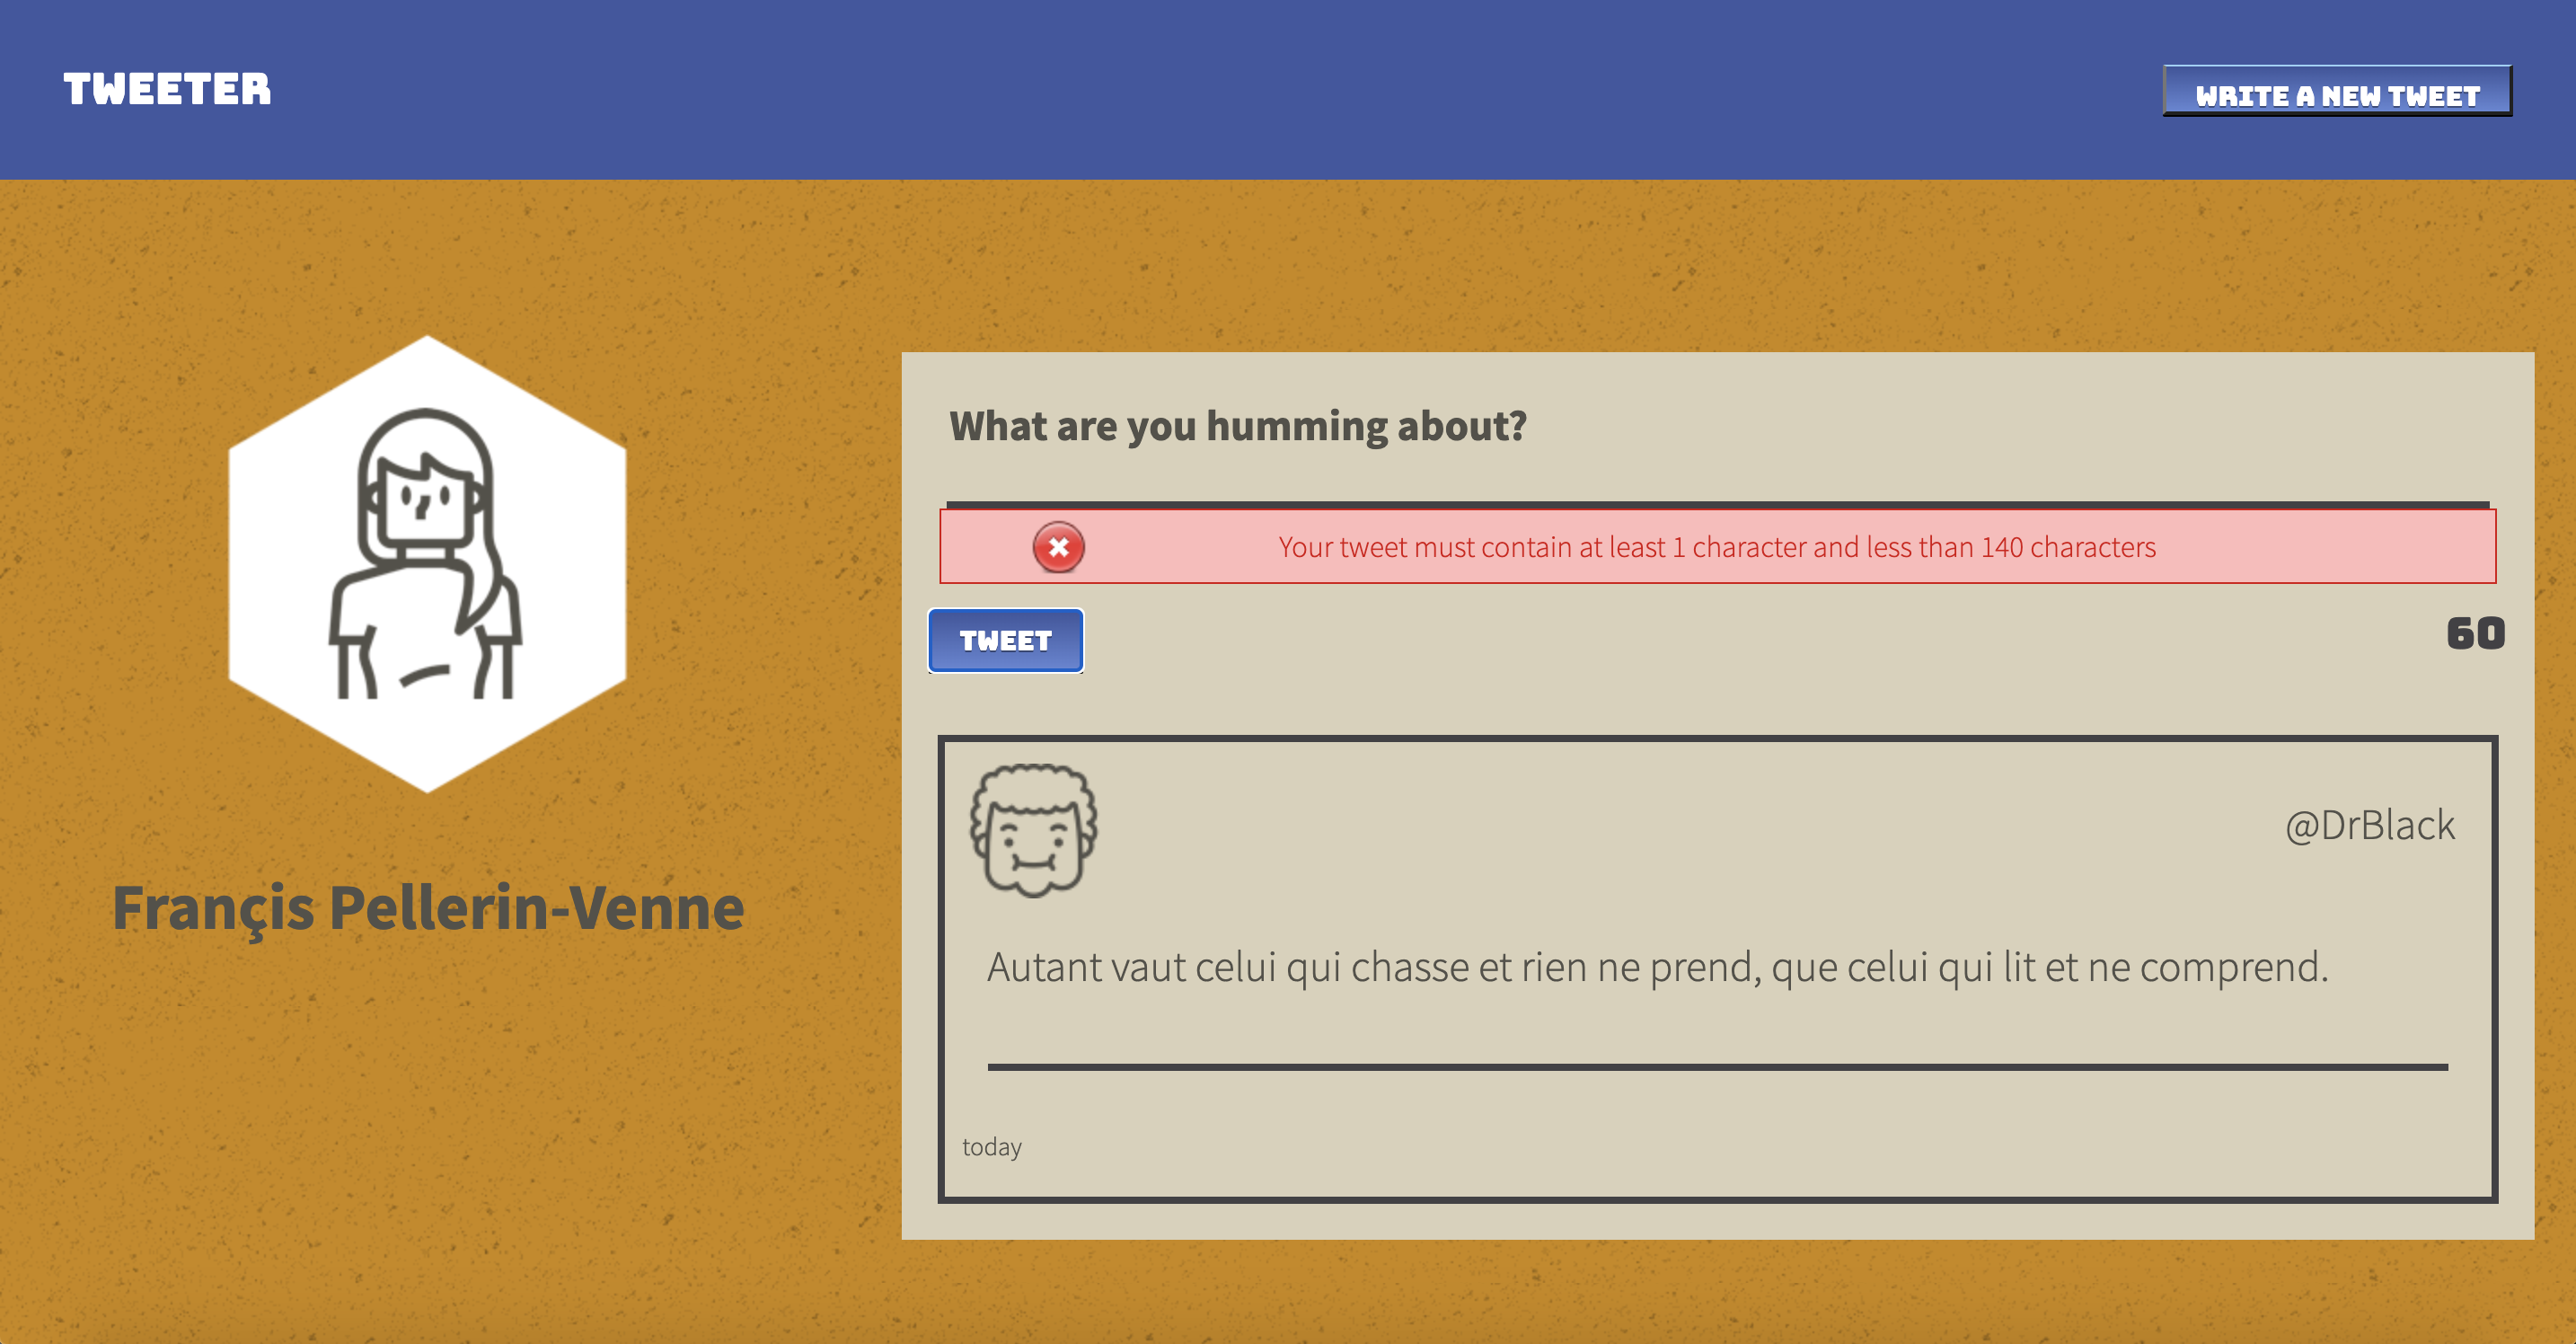 TWEETER
WRITE A NEW TWEET
Françis Pellerin-Venne
What are you humming about?
Your tweet must contain at least 1 character and less than 140 characters
TWEET
60
@DrBlack
Autant vaut celui qui chasse et rien ne prend, que celui qui lit et ne comprend.
today